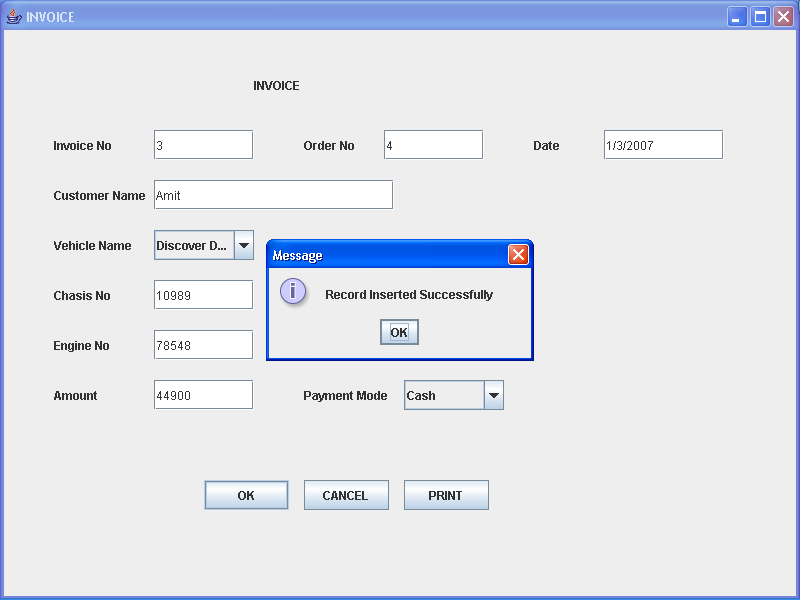 INVOICE
INVOICE
Invoice No 3 Order No 4 Date 1/3/2007
Customer Name Amit
Vehicle Name Discover D...
Message
Chasis No 10989 Record Inserted Successfully
OK
Engine No 78548
Amount 44900 Payment Mode Cash
OK CANCEL PRINT